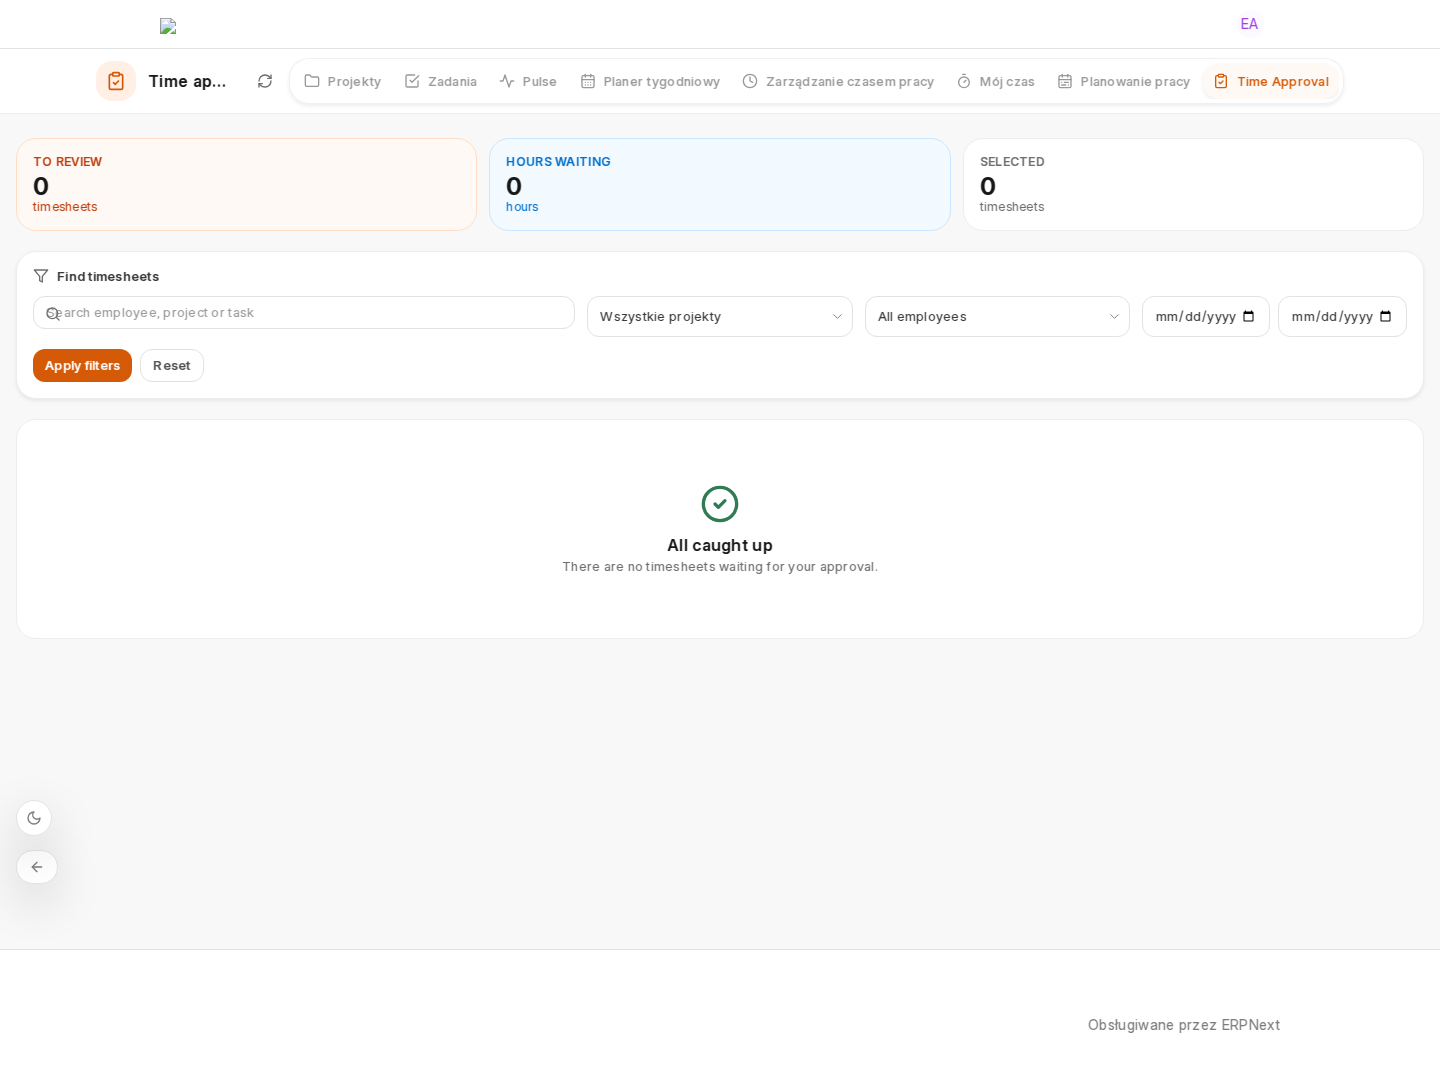 EA
Time ap...
Projekty
Zadania
Pulse
Planer tygodniowy
Zarządzanie czasem pracy
Mój czas
Planowanie pracy
Time Approval
TO REVIEW
0
timesheets
HOURS WAITING
0
hours
SELECTED
0
timesheets
Find timesheets
Search employee, project or task
Wszystkie projekty
All employees
mm/dd/yyyy
mm/dd/yyyy
Apply filters
Reset
All caught up
There are no timesheets waiting for your approval.
Obsługiwane przez ERPNext